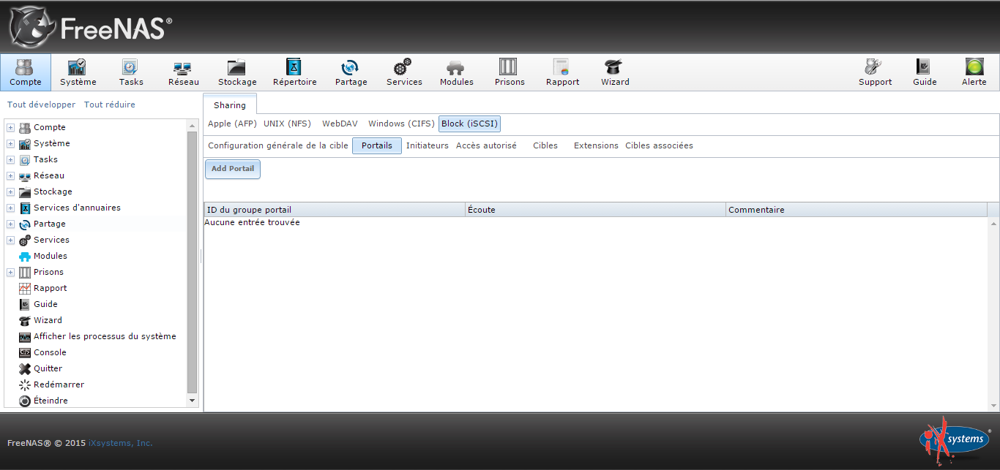 FreeNAS®
Compte Système Tasks Réseau Stockage Répertoire Partage Services Modules Prisons Rapport Wizard Support Guide Alerte
Tout développer Tout réduire
Compte
Système
Tasks
Réseau
Stockage
Services d'annuaires
Partage
Services
Modules
Prisons
Rapport
Guide
Wizard
Afficher les processus du système
Console
Quitter
Redémarrer
Éteindre
Sharing
Apple (AFP) UNIX (NFS) WebDAV Windows (CIFS) Block (iSCSI)
Configuration générale de la cible Portails Initiateurs Accès autorisé Cibles Extensions Cibles associées
Add Portail
ID du groupe portail Écoute Commentaire
Aucune entrée trouvée
FreeNAS® © 2015 iXsystems, Inc.
iXsystems®